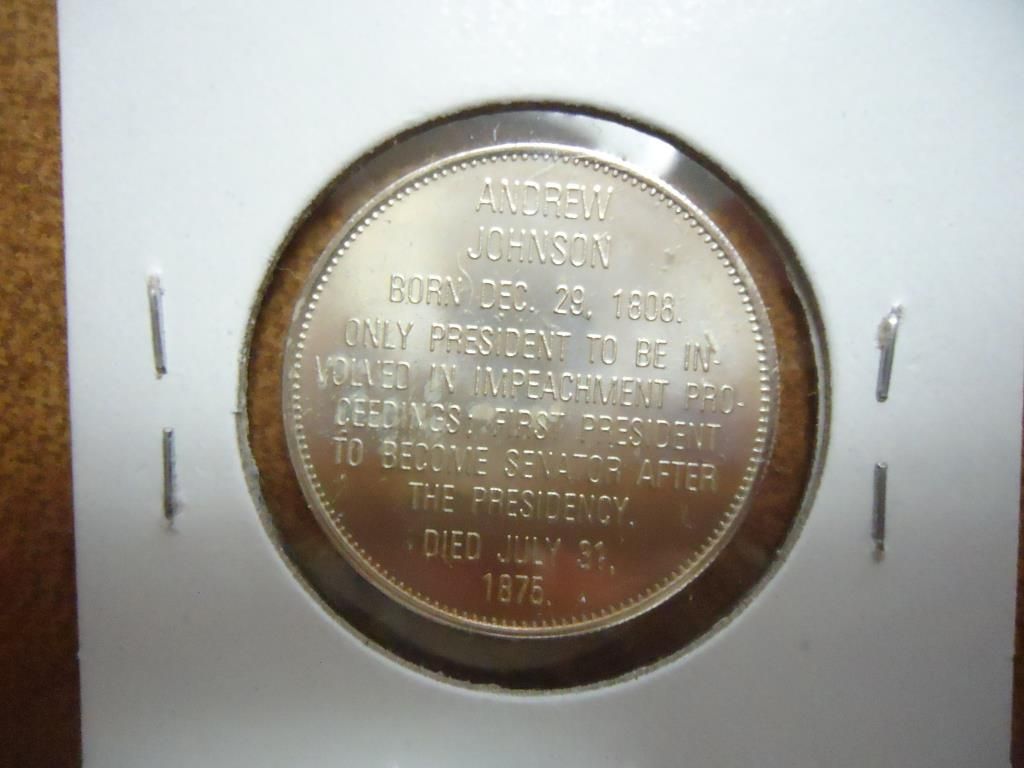 ANDREW
JOHNSON
BORN DEC. 29, 1808.
ONLY PRESIDENT TO BE IN-
VOLVED IN IMPEACHMENT PRO-
CEEDINGS; FIRST PRESIDENT
TO BECOME SENATOR AFTER
THE PRESIDENCY.
DIED JULY 31,
1875.